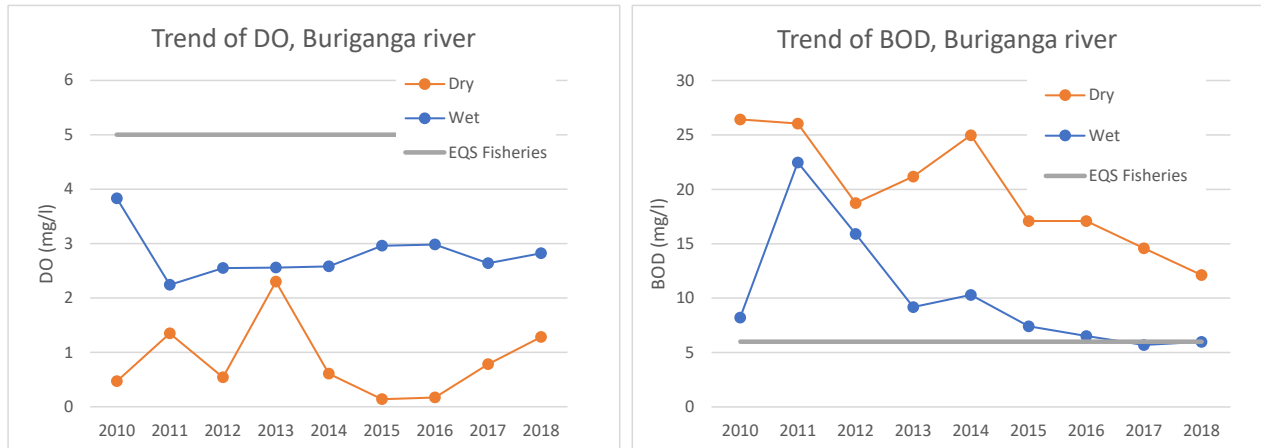 Trend of DO, Buriganga river
6
5
4
3
2
1
0
DO (mg/l)
Dry
Wet
EQS Fisheries
2010 2011 2012 2013 2014 2015 2016 2017 2018
Trend of BOD, Buriganga river
30
25
20
15
10
5
0
BOD (mg/l)
Dry
Wet
EQS Fisheries
2010 2011 2012 2013 2014 2015 2016 2017 2018